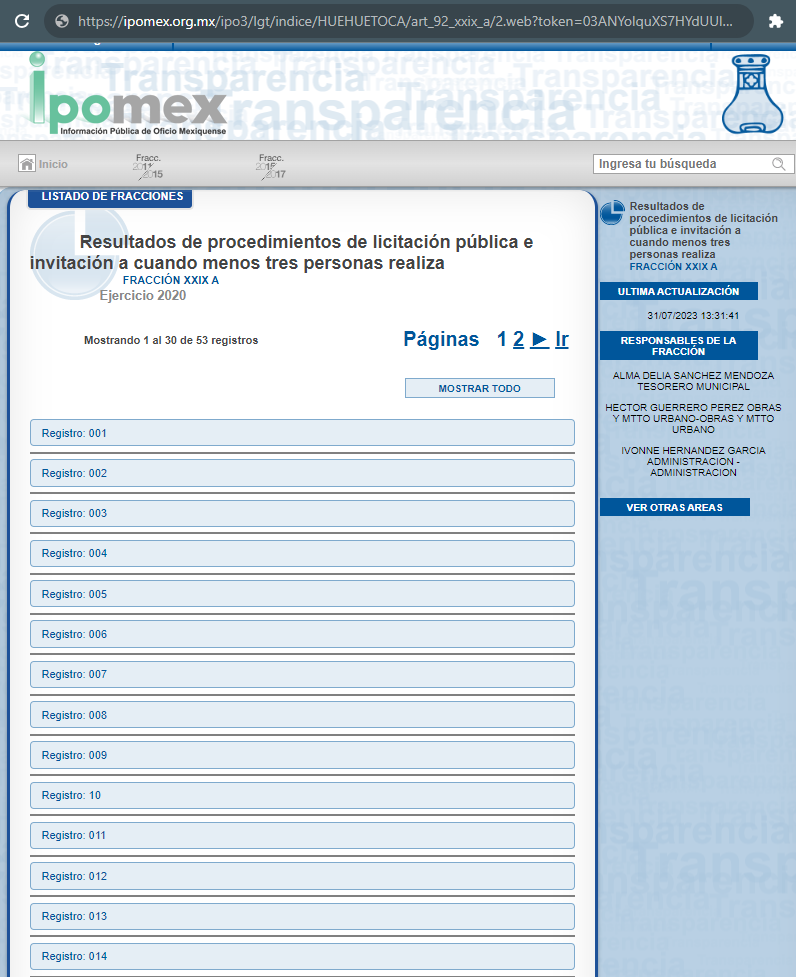 https://ipomex.org.mx/ipo3/lgt/indice/HUEHUETOCA/art_92_xxix_a/2.web?token=03ANYolquXS7HYdUUI...
Transparencia
ipomex
Información Pública de Oficio Mexiquense
Inicio
Fracc.
2015
Fracc.
2017
Ingresa tu búsqueda
LISTADO DE FRACCIONES
Resultados de procedimientos de licitación pública e
invitación a cuando menos tres personas realiza
FRACCIÓN XXIX A
Ejercicio 2020
Mostrando 1 al 30 de 53 registros
Páginas 1 2 ► Ir
MOSTRAR TODO
Registro: 001
Registro: 002
Registro: 003
Registro: 004
Registro: 005
Registro: 006
Registro: 007
Registro: 008
Registro: 009
Registro: 10
Registro: 011
Registro: 012
Registro: 013
Registro: 014
Resultados de
procedimientos de licitación
pública e invitación a
cuando menos tres
personas realiza
FRACCIÓN XXIX A
ULTIMA ACTUALIZACIÓN
31/07/2023 13:31:41
RESPONSABLES DE LA
FRACCIÓN
ALMA DELIA SANCHEZ MENDOZA
TESORERO MUNICIPAL
HECTOR GUERRERO PEREZ OBRAS
Y MTTO URBANO-OBRAS Y MTTO
URBANO
IVONNE HERNANDEZ GARCIA
ADMINISTRACION -
ADMINISTRACION
VER OTRAS AREAS